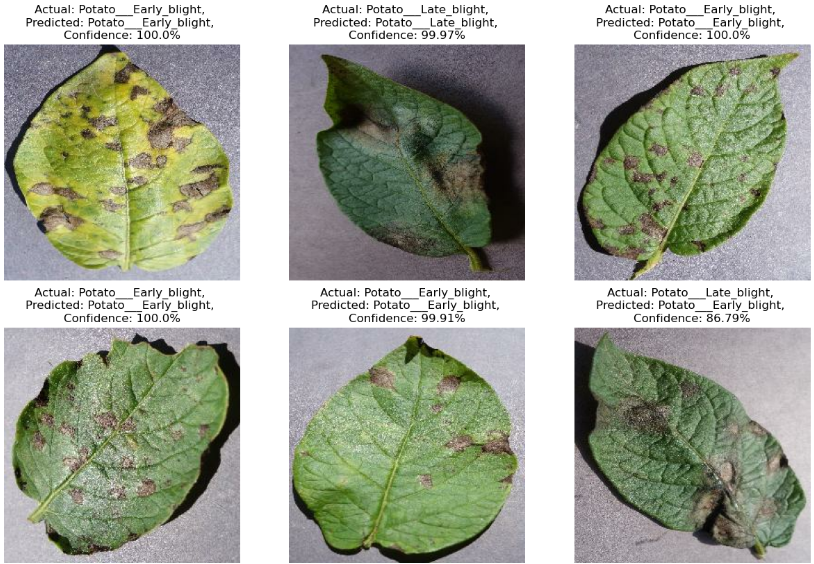 Actual: Potato___Early_blight,
Predicted: Potato___Early_blight,
Confidence: 100.0%
Actual: Potato___Late_blight,
Predicted: Potato___Late_blight,
Confidence: 99.97%
Actual: Potato___Early_blight,
Predicted: Potato___Early_blight,
Confidence: 100.0%
Actual: Potato___Early_blight,
Predicted: Potato___Early_blight,
Confidence: 100.0%
Actual: Potato___Early_blight,
Predicted: Potato___Early_blight,
Confidence: 99.91%
Actual: Potato___Late_blight,
Predicted: Potato___Early_blight,
Confidence: 86.79%